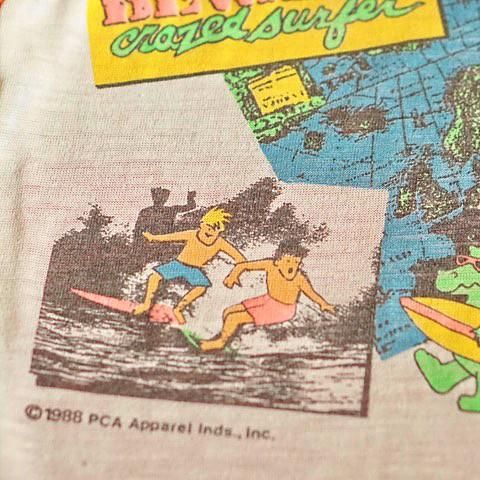 crazed surfer
©1988 PCA Apparel Inds., Inc.